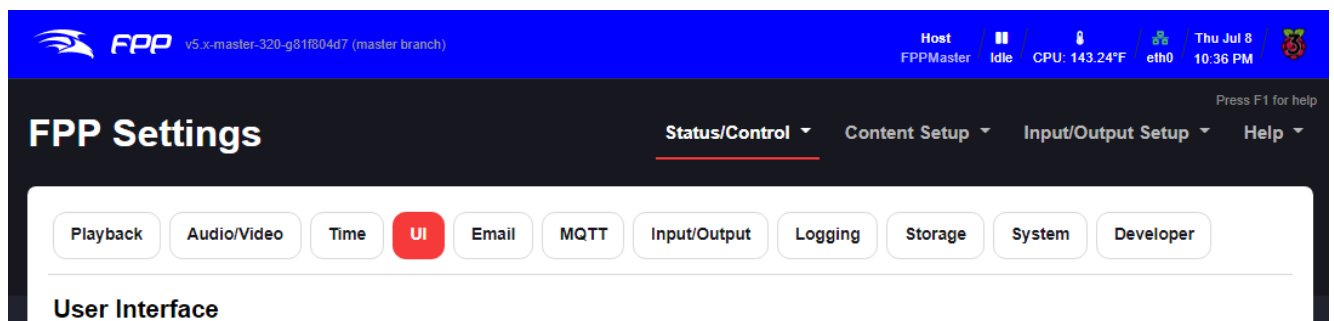 FPP v5.x-master-320-g81f804d7 (master branch)
Host
FPPMaster
Idle
CPU: 143.24°F
eth0
Thu Jul 8
10:36 PM
3
Press F1 for help
FPP Settings
Status/Control Content Setup Input/Output Setup Help
Playback Audio/Video Time UI Email MQTT Input/Output Logging Storage System Developer
User Interface